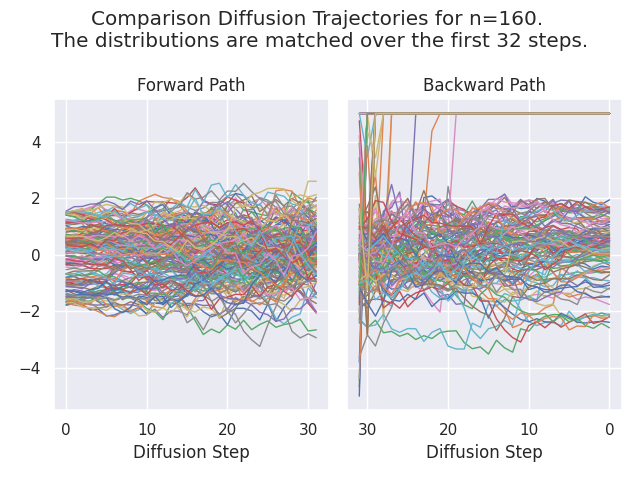 Comparison Diffusion Trajectories for n=160.
The distributions are matched over the first 32 steps.
Forward Path
Backward Path
4
2
0
−2
−4
0 10 20 30
30 20 10 0
Diffusion Step
Diffusion Step